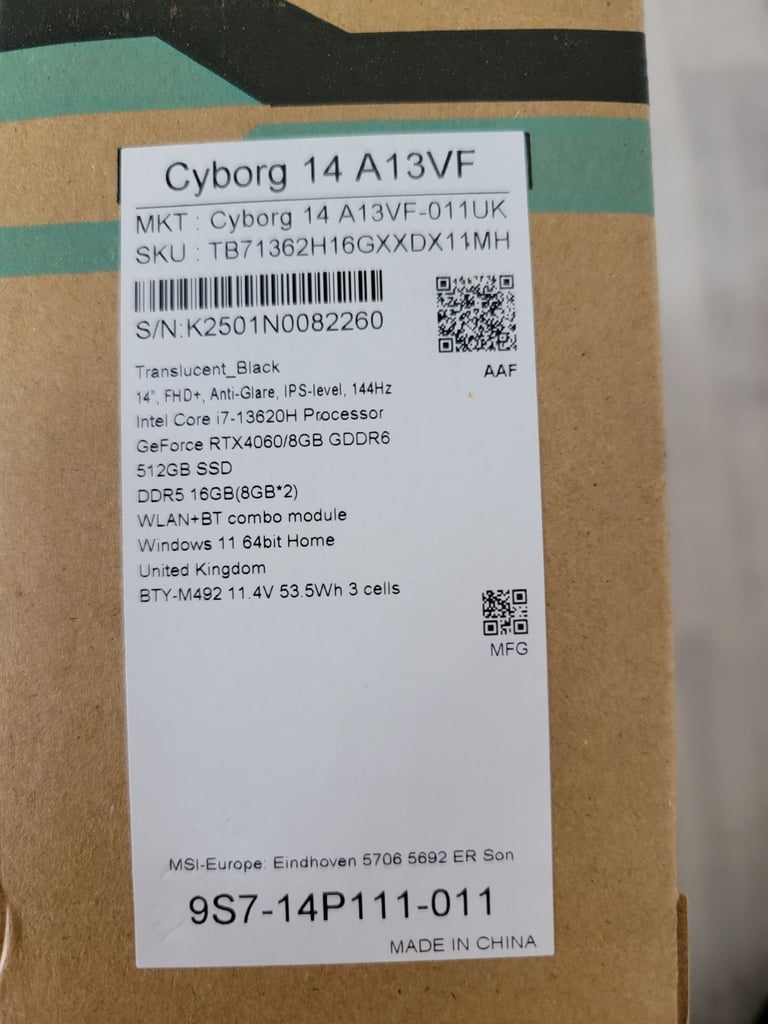 Cyborg 14 A13VF
MKT : Cyborg 14 A13VF-011UK
SKU : TB71362H16GXXDX11MH
S/N:K2501N0082260
AAF
Translucent_Black
14", FHD+, Anti-Glare, IPS-level, 144Hz
Intel Core i7-13620H Processor
GeForce RTX4060/8GB GDDR6
512GB SSD
DDR5 16GB(8GB*2)
WLAN+BT combo module
Windows 11 64bit Home
United Kingdom
BTY-M492 11.4V 53.5Wh 3 cells
MFG
MSI-Europe: Eindhoven 5706 5692 ER Son
9S7-14P111-011
MADE IN CHINA